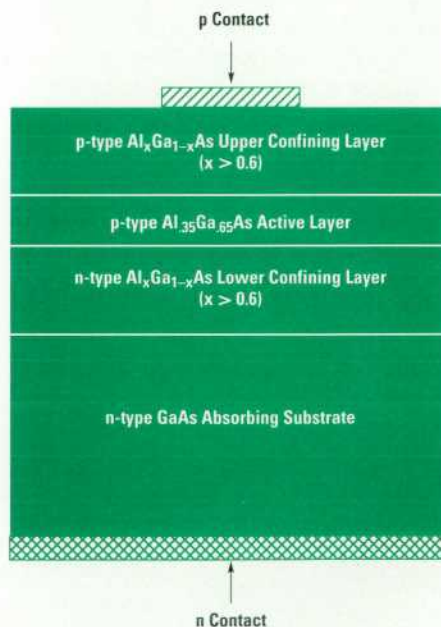 p Contact
p-type AlₓGa₁₋ₓAs Upper Confining Layer
(x > 0.6)
p-type Al.₃₅Ga.₆₅As Active Layer
n-type AlₓGa₁₋ₓAs Lower Confining Layer
(x > 0.6)
n-type GaAs Absorbing Substrate
n Contact